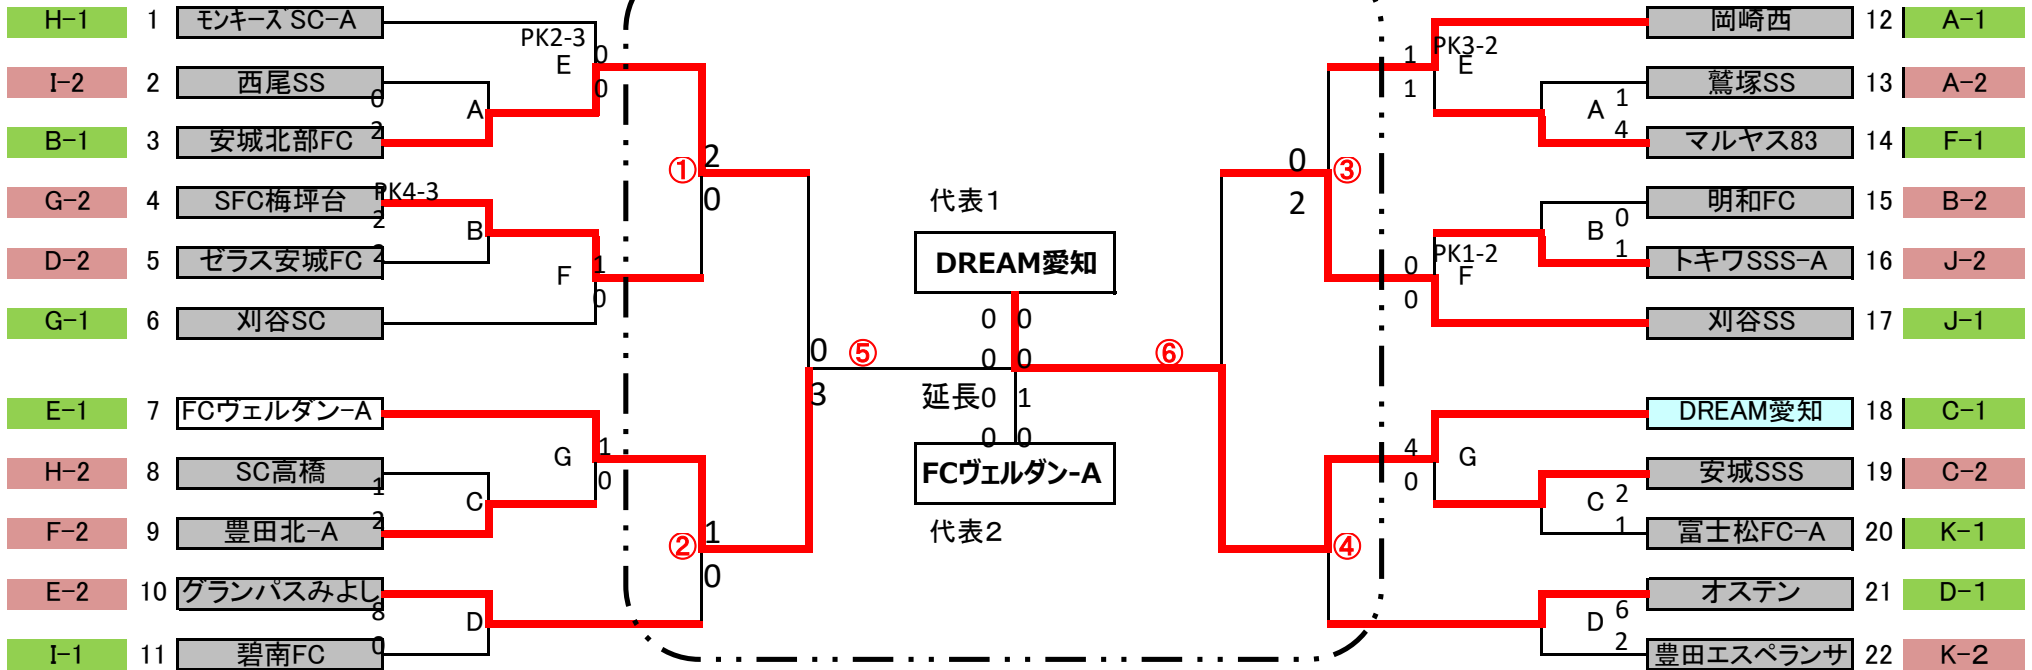 H-1 1 モンキーズSC-A
PK2-3
E
0
0
I-2 2 西尾SS
0
A
B-1 3 安城北部FC
2
①
2
0
G-2 4 SFC梅坪台
PK4-3
2
B
D-2 5 ゼラス安城FC
2
F
1
0
G-1 6 刈谷SC
0
⑤
3
E-1 7 FCヴェルダン-A
G
1
0
H-2 8 SC高橋
1
C
F-2 9 豊田北-A
2
②
1
0
E-2 10 グランパスみよし
8
D
I-1 11 碧南FC
0
代表1
DREAM愛知
0 0
0 0
延長 0 1
0 0
FCヴェルダン-A
代表2
岡崎西 12 A-1
1
PK3-2
E
1
鷲塚SS 13 A-2
A
1
4
マルヤス83 14 F-1
0
③
2
明和FC 15 B-2
B
0
1
トキワSSS-A 16 J-2
0
PK1-2
F
0
刈谷SS 17 J-1
⑥
DREAM愛知 18 C-1
4
G
0
安城SSS 19 C-2
C
2
1
富士松FC-A 20 K-1
④
オステン 21 D-1
D
6
2
豊田エスペランサ 22 K-2